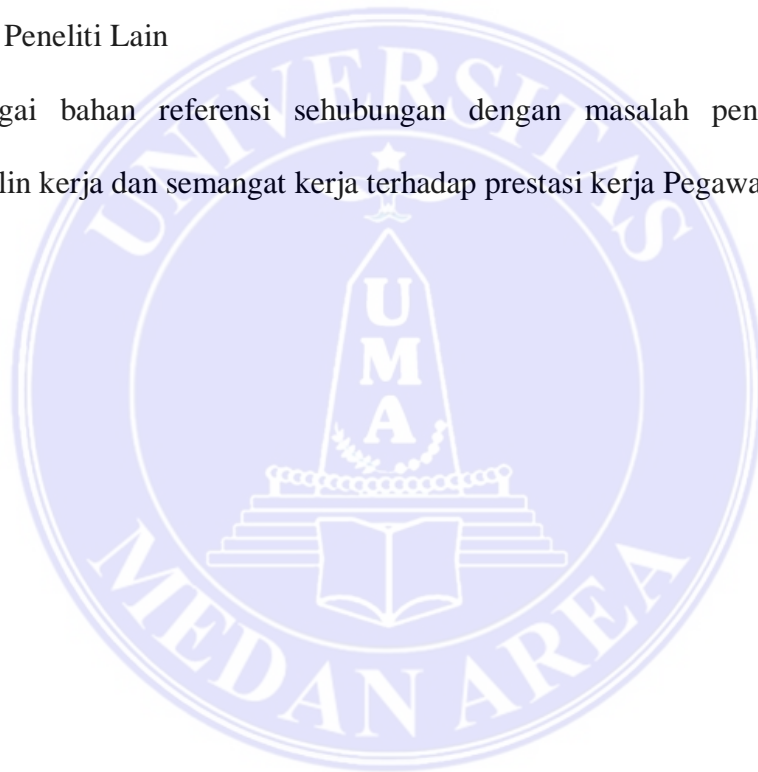 Peneliti Lain
gai bahan referensi sehubungan dengan masalah pen
lin kerja dan semangat kerja terhadap prestasi kerja Pegawa
UNIVERSITAS
U
M
A
MEDAN AREA